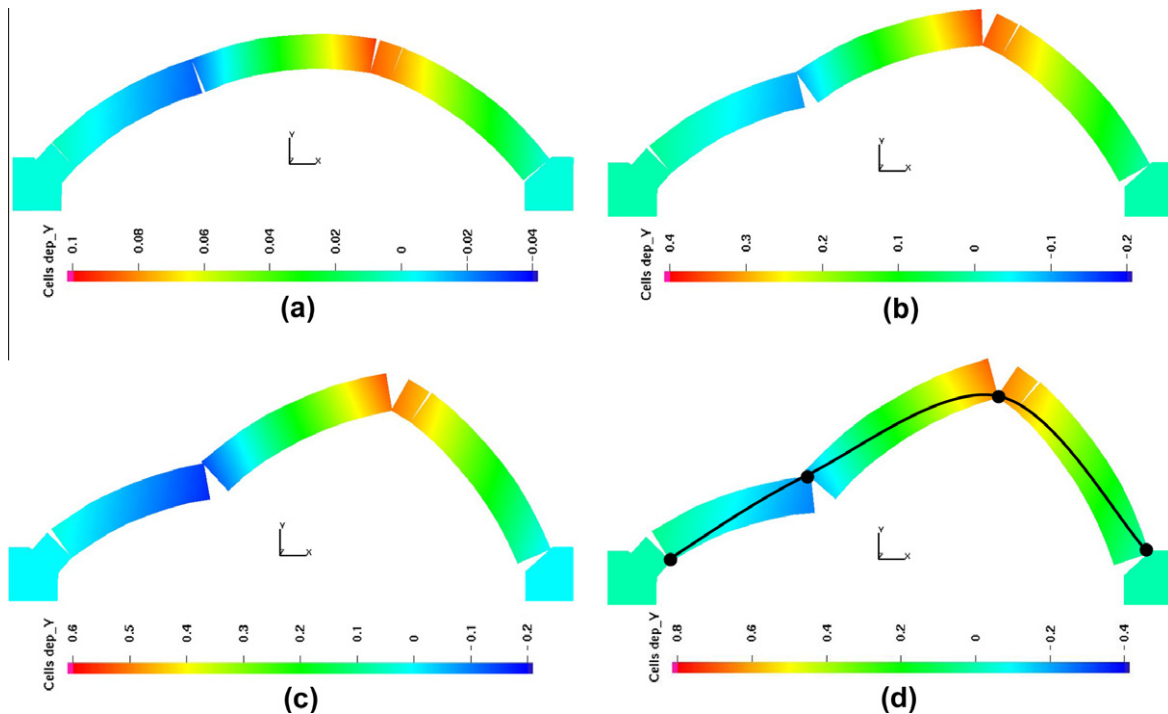 Y
Z X
Cells dep_Y 0.1 0.08 0.06 0.04 0.02 0 -0.02 -0.04
(a)
Y
Z X
Cells dep_Y 0.4 0.3 0.2 0.1 0 -0.1 -0.2
(b)
Y
Z X
Cells dep_Y 0.6 0.5 0.4 0.3 0.2 0.1 0 -0.1 -0.2
(c)
Y
Z X
Cells dep_Y 0.8 0.6 0.4 0.2 0 -0.2 -0.4
(d)